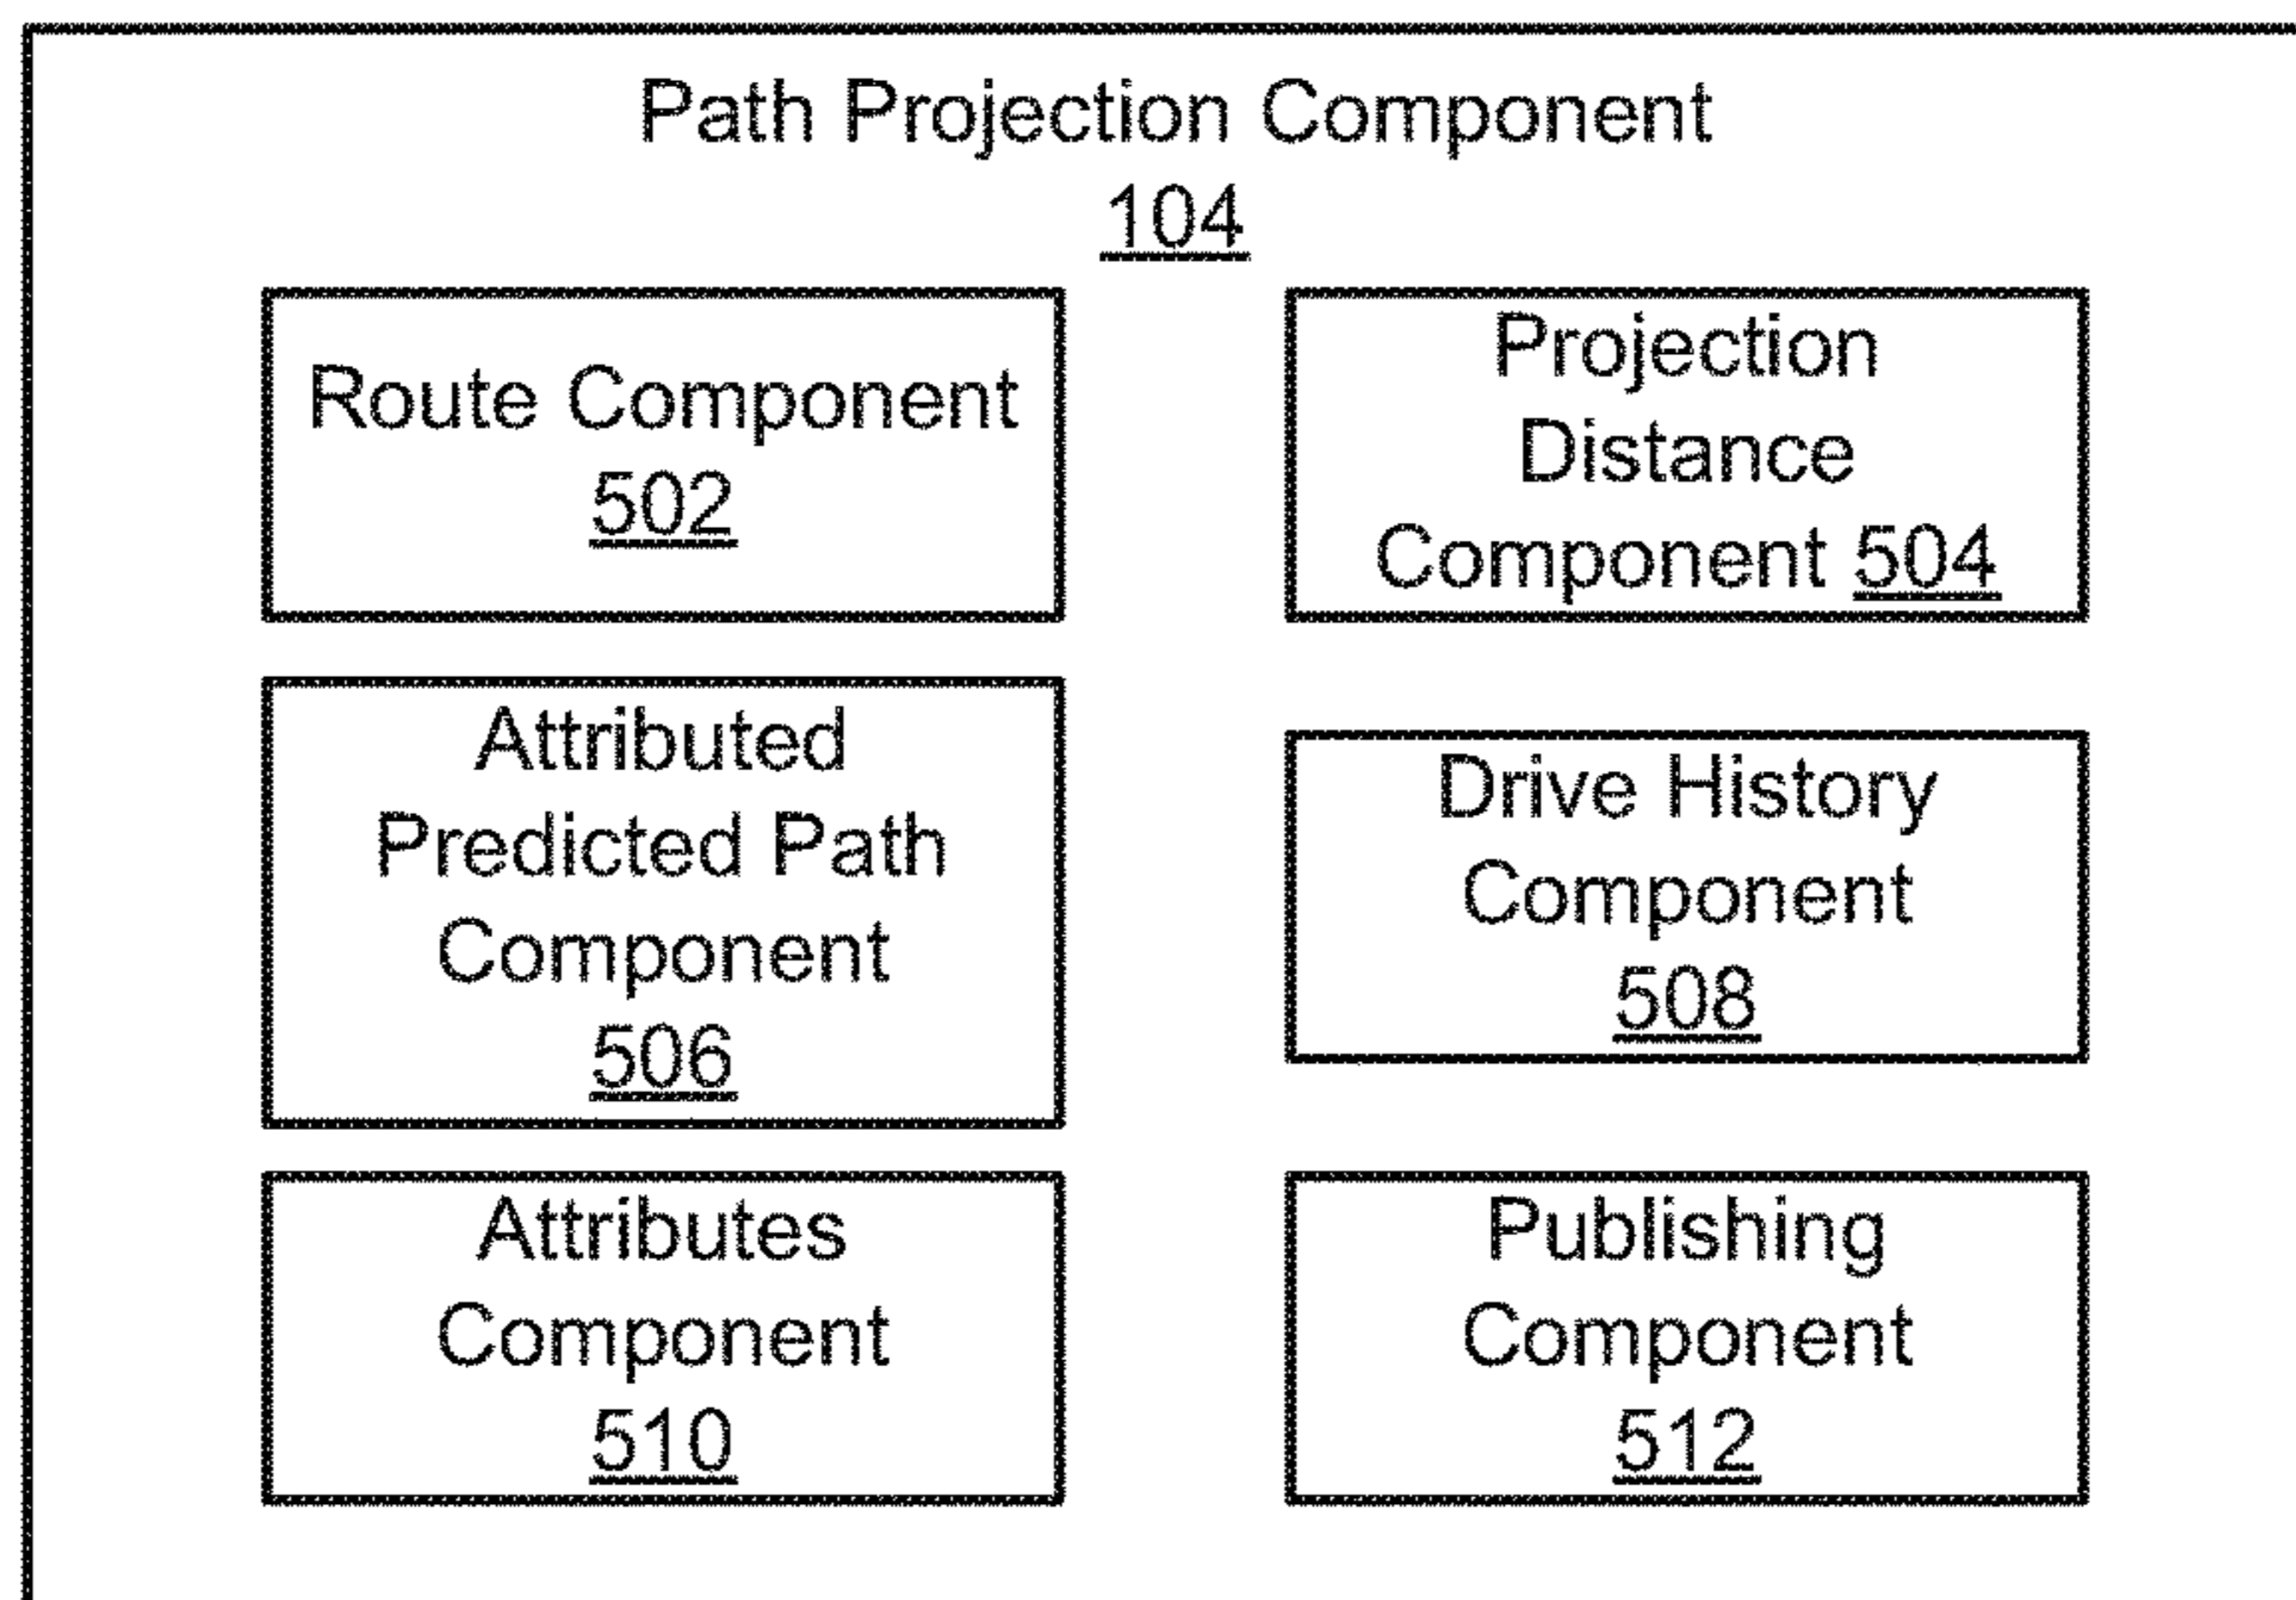 Path Projection Component
104
Route Component
502
Projection
Distance
Component 504
Attributed
Predicted Path
Component
506
Drive History
Component
508
Attributes
Component
510
Publishing
Component
512